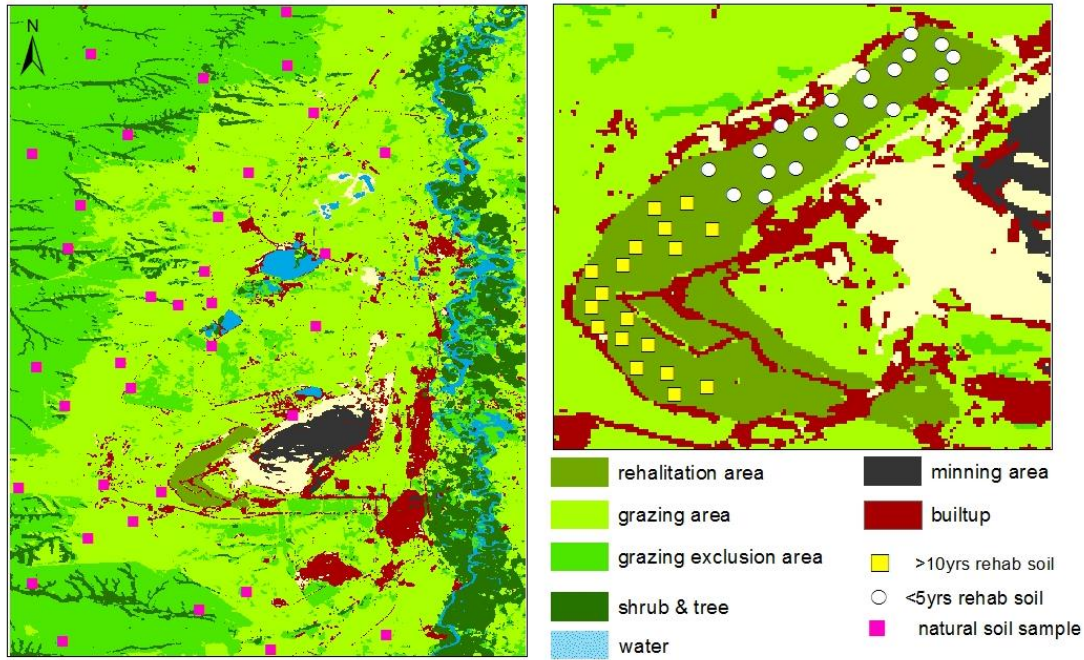 N
rehalitation area
grazing area
grazing exclusion area
shrub & tree
water
minning area
builtup
>10yrs rehab soil
<5yrs rehab soil
natural soil sample